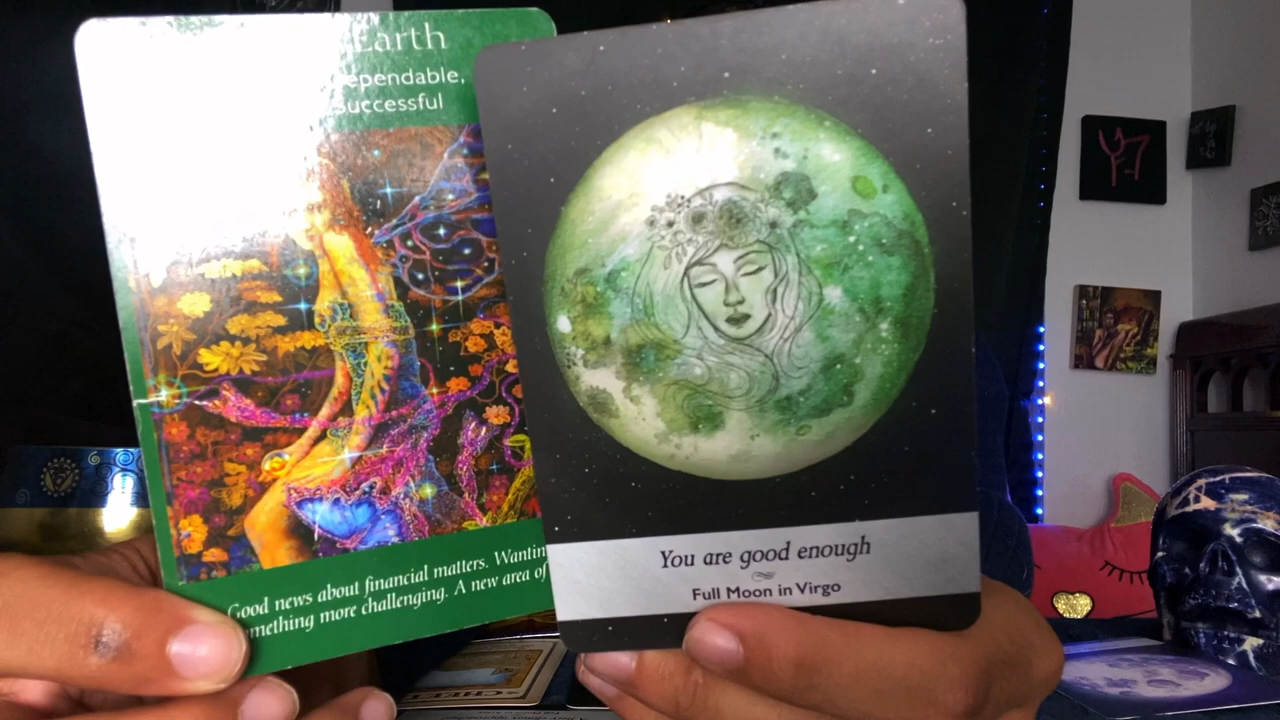 Earth
ependable,
Successful
Good news about financial matters. Wantin
mething more challenging. A new area of
You are good enough
Full Moon in Virgo
CHEE